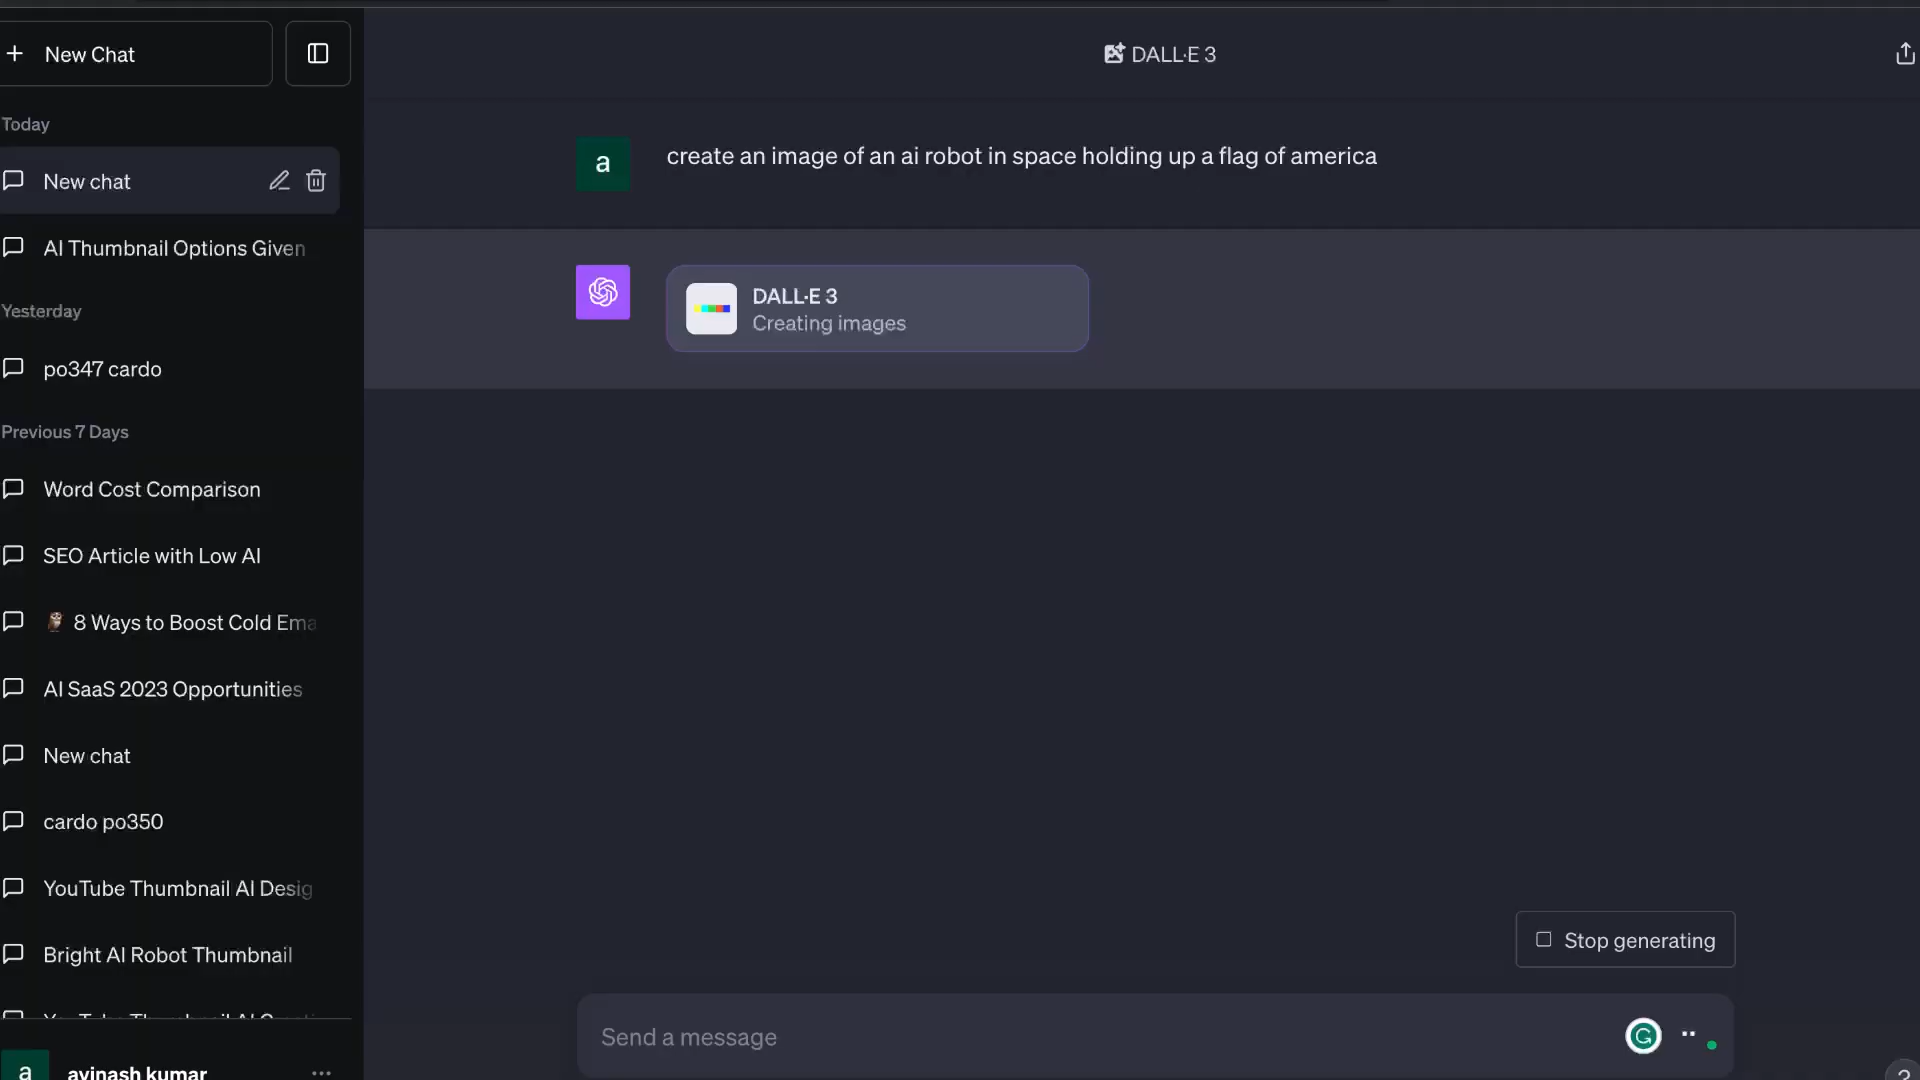 New Chat
Today
New chat
AI Thumbnail Options Given
Yesterday
po347 cardo
Previous 7 Days
Word Cost Comparison
SEO Article with Low AI
8 Ways to Boost Cold Ema
AI SaaS 2023 Opportunities
New chat
cardo po350
YouTube Thumbnail AI Desig
Bright AI Robot Thumbnail
a avinash kumar
DALL·E 3
a create an image of an ai robot in space holding up a flag of america
DALL·E 3
Creating images
Stop generating
Send a message
G
?